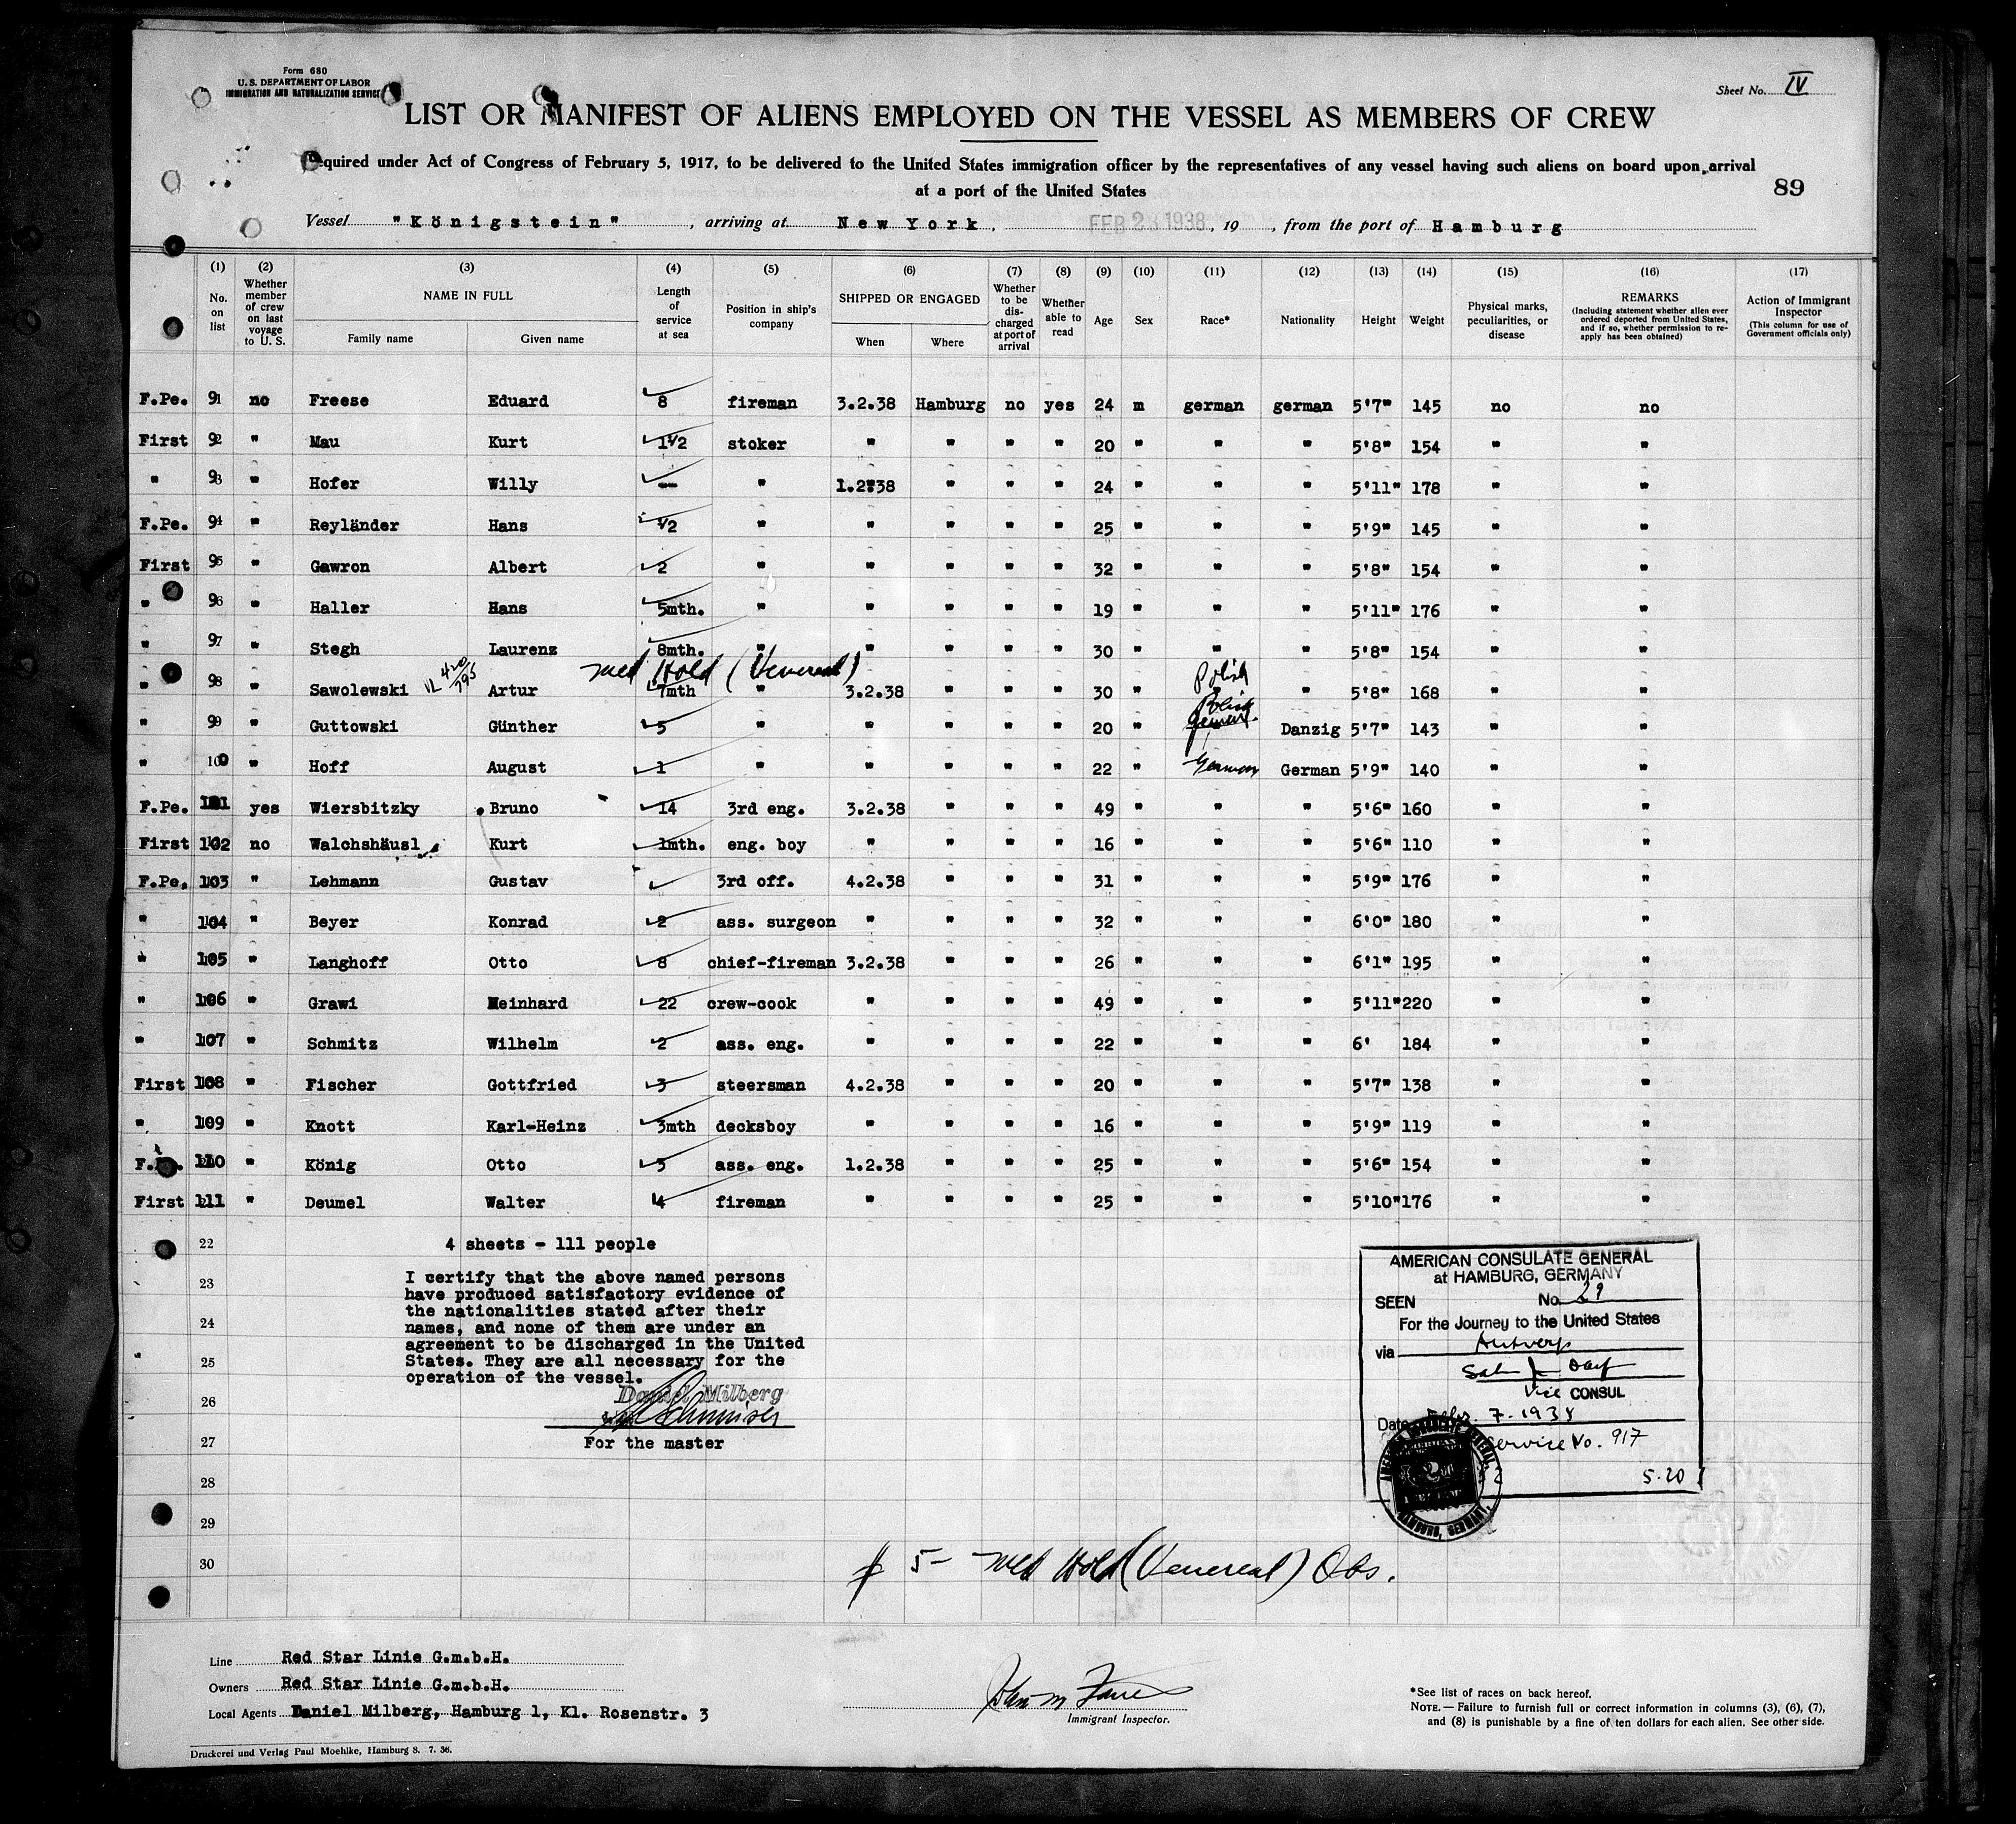 Form 680
U. S. DEPARTMENT OF LABOR
IMMIGRATION AND NATURALIZATION SERVICE
Sheet No. IV
LIST OR MANIFEST OF ALIENS EMPLOYED ON THE VESSEL AS MEMBERS OF CREW
Required under Act of Congress of February 5, 1917, to be delivered to the United States immigration officer by the representatives of any vessel having such aliens on board upon arrival
at a port of the United States
89
Vessel "Königstein", arriving at New York, FEB 23 1938, 19 , from the port of Hamburg
(1) (2) (3) (4) (5) (6) (7) (8) (9) (10) (11) (12) (13) (14) (15) (16) (17)
No. on list
Whether member of crew on last voyage to U. S.
NAME IN FULL
Family name
Given name
Length of service at sea
Position in ship's company
SHIPPED OR ENGAGED
When
Where
Whether to be discharged at port of arrival
Whether able to read
Age
Sex
Race*
Nationality
Height
Weight
Physical marks, peculiarities, or disease
REMARKS
(Including statement whether alien ever ordered deported from United States, and if so, whether permission to reapply has been obtained)
Action of Immigrant Inspector
(This column for use of Government officials only)
F.Pe. 91 no Freese Eduard 8 fireman 3.2.38 Hamburg no yes 24 m german german 5'7" 145 no no
First 92 " Mau Kurt 1 1/2 stoker " " " " 20 " " " 5'8" 154 " "
" 93 " Hofer Willy — " 1.2.38 " " " 24 " " " 5'11" 178 " "
F.Pe. 94 " Reyländer Hans 1/2 " " " " " 25 " " " 5'9" 145 " "
First 95 " Gawron Albert 2 " " " " " 32 " " " 5'8" 154 " "
" 96 " Haller Hans 5mth. " " " " " 19 " " " 5'11" 176 " "
" 97 " Stegh Laurenz 8mth. " " " " " 30 " " " 5'8" 154 " "
med Hold (Venereal)
" 98 " Sawolewski 420/795 Artur 7mth " 3.2.38 " " " 30 " Polish " 5'8" 168 " "
" 99 " Guttowski Günther 5 " " " " " 20 " Polish German Danzig 5'7" 143 " "
" 100 " Hoff August 1 " " " " " 22 " German German 5'9" 140 " "
F.Pe. 101 yes Wiersbitzky Bruno 14 3rd eng. 3.2.38 " " " 49 " " " 5'6" 160 " "
First 102 no Walchshäusl Kurt 1mth. eng. boy " " " " 16 " " " 5'6" 110 " "
F.Pe. 103 " Lehmann Gustav 3rd off. 4.2.38 " " " 31 " " " 5'9" 176 " "
" 104 " Beyer Konrad 2 ass. surgeon " " " " 32 " " " 6'0" 180 " "
" 105 " Langhoff Otto 8 chief-fireman 3.2.38 " " " 26 " " " 6'1" 195 " "
" 106 " Grawi Meinhard 22 crew-cook " " " " 49 " " " 5'11" 220 " "
" 107 " Schmitz Wilhelm 2 ass. eng. " " " " 22 " " " 6' 184 " "
First 108 " Fischer Gottfried 3 steersman 4.2.38 " " " 20 " " " 5'7" 138 " "
" 109 " Knott Karl-Heinz 3mth decksboy " " " " 16 " " " 5'9" 119 " "
110 " König Otto 3 ass. eng. 1.2.38 " " " 25 " " " 5'6" 154 " "
First 111 " Deumel Walter 4 fireman " " " " 25 " " " 5'10" 176 " "
22 4 sheets - 111 people
23 I certify that the above named persons
have produced satisfactory evidence of
the nationalities stated after their
24 names, and none of them are under an
agreement to be discharged in the United
25 States. They are all necessary for the
operation of the vessel.
26 Daniel Milberg
27 For the master
28
29
30
AMERICAN CONSULATE GENERAL
at HAMBURG, GERMANY
SEEN No. 29
For the Journey to the United States
via Antwerp
Vice CONSUL
Date Febr. 7. 1938
Service No. 917
5.20
HAMBURG, GERMANY
5 - Med Hold (Venereal) Obs.
Line Red Star Linie G.m.b.H.
Owners Red Star Linie G.m.b.H.
Local Agents Daniel Milberg, Hamburg 1, Kl. Rosenstr. 3
Immigrant Inspector.
*See list of races on back hereof.
NOTE.—Failure to furnish full or correct information in columns (3), (6), (7),
and (8) is punishable by a fine of ten dollars for each alien. See other side.
Druckerei und Verlag Paul Moehlke, Hamburg 8. 7. 36.